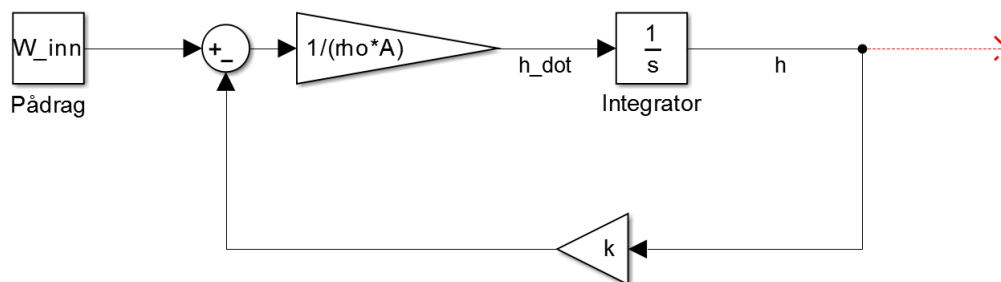 W_inn
Pådrag
+
−
1/(rho*A)
h_dot
1
s
Integrator
h
k